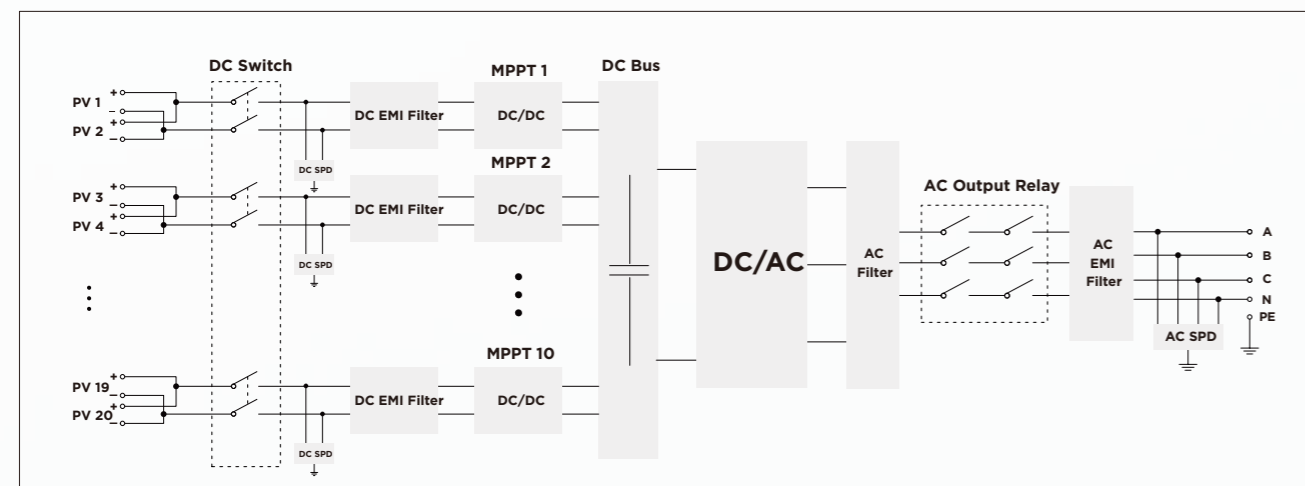 DC Switch
MPPT 1
DC Bus
PV 1
+
−
PV 2
+
−
DC EMI Filter
DC/DC
DC SPD
MPPT 2
PV 3
+
−
PV 4
+
−
DC EMI Filter
DC/DC
DC SPD
DC/AC
AC
Filter
AC Output Relay
AC
EMI
Filter
A
B
C
N
PE
AC SPD
MPPT 10
PV 19
+
−
PV 20
+
−
DC EMI Filter
DC/DC
DC SPD